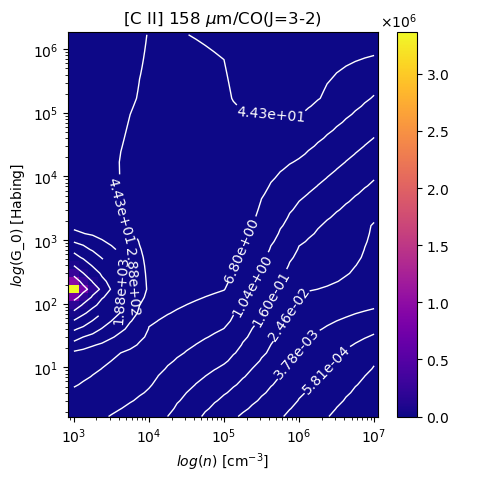 [C II] 158 μm/CO(J=3-2)
×10⁶
log(G_0) [Habing]
10⁶
10⁵
10⁴
10³
10²
10¹
4.43e+01
4.43e+01
2.88e+02
1.88e+03
6.80e+00
1.04e+00
1.60e-01
2.46e-02
3.78e-03
5.81e-04
3.0
2.5
2.0
1.5
1.0
0.5
0.0
10³ 10⁴ 10⁵ 10⁶ 10⁷
log(n) [cm⁻³]